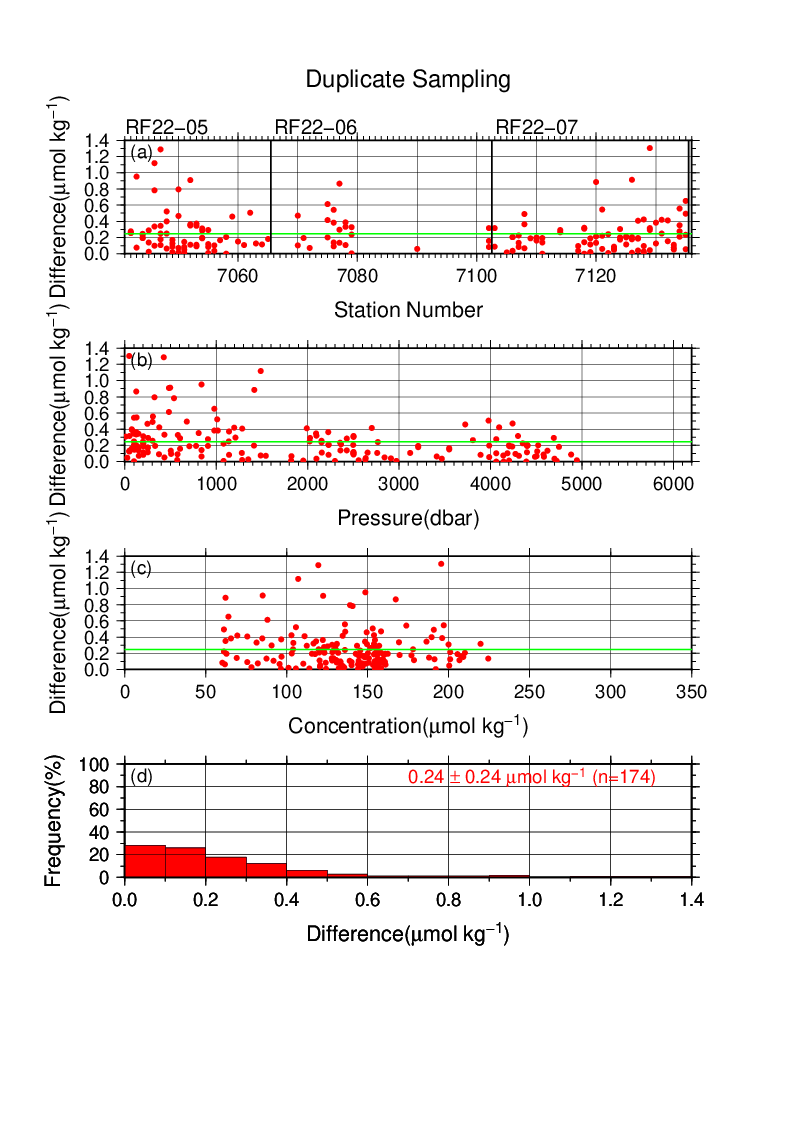 Duplicate Sampling
RF22−05 RF22−06 RF22−07
(a)
Difference(μmol kg−1)
1.4
1.2
1.0
0.8
0.6
0.4
0.2
0.0
7060 7080 7100 7120
Station Number
(b)
Difference(μmol kg−1)
1.4
1.2
1.0
0.8
0.6
0.4
0.2
0.0
0 1000 2000 3000 4000 5000 6000
Pressure(dbar)
(c)
Difference(μmol kg−1)
1.4
1.2
1.0
0.8
0.6
0.4
0.2
0.0
0 50 100 150 200 250 300 350
Concentration(μmol kg−1)
(d) 0.24 ± 0.24 μmol kg−1 (n=174)
Frequency(%)
100
80
60
40
20
0
0.0 0.2 0.4 0.6 0.8 1.0 1.2 1.4
Difference(μmol kg−1)